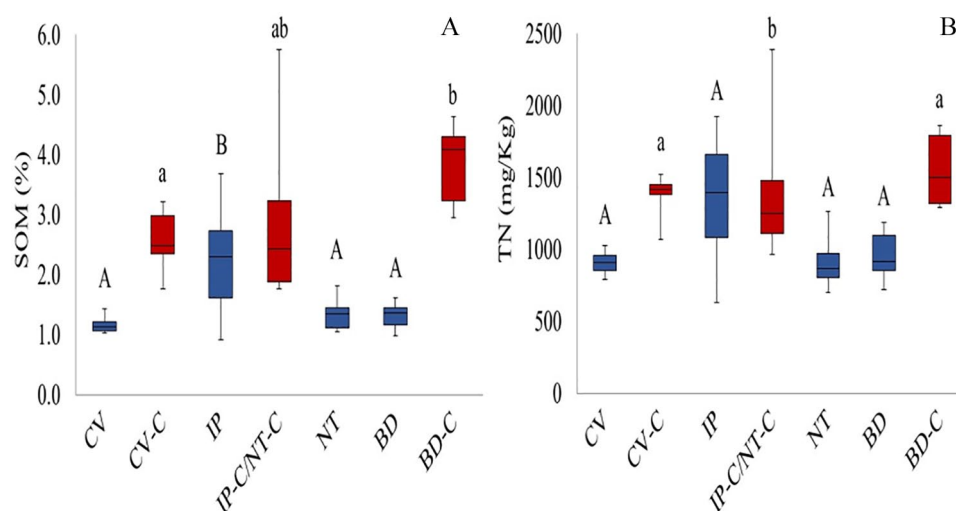 A
SOM (%)
6.0
5.0
4.0
3.0
2.0
1.0
0.0
A
a
B
ab
A
A
b
CV
CV-C
IP
IP-C/NT-C
NT
BD
BD-C
B
TN (mg/Kg)
2500
2000
1500
1000
500
0
A
a
A
b
A
A
a
CV
CV-C
IP
IP-C/NT-C
NT
BD
BD-C